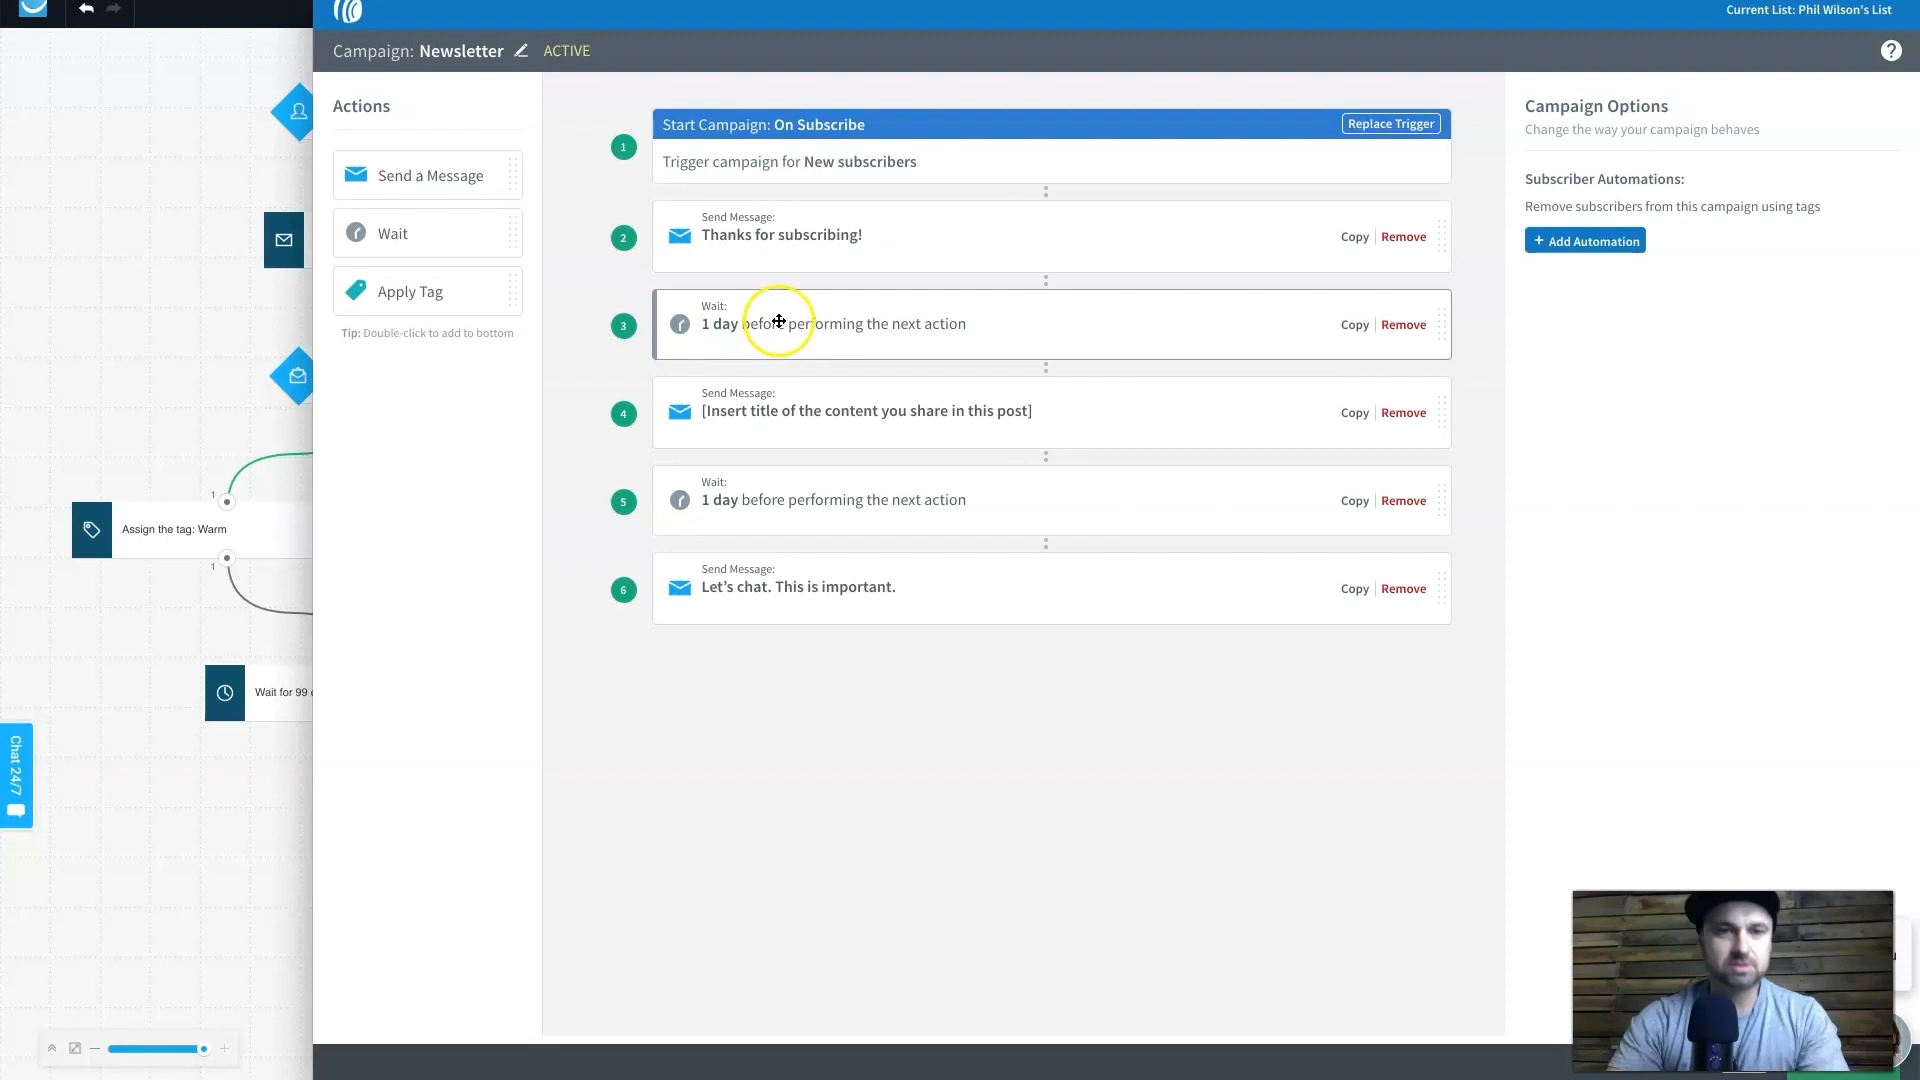 Current List: Phil Wilson's List
Campaign: Newsletter ACTIVE
?
Actions
Send a Message
Wait
Apply Tag
Tip: Double-click to add to bottom
1
Start Campaign: On Subscribe
Replace Trigger
Trigger campaign for New subscribers
2
Send Message:
Thanks for subscribing!
Copy Remove
3
Wait:
1 day before performing the next action
Copy Remove
4
Send Message:
[Insert title of the content you share in this post]
Copy Remove
5
Wait:
1 day before performing the next action
Copy Remove
6
Send Message:
Let’s chat. This is important.
Copy Remove
Campaign Options
Change the way your campaign behaves
Subscriber Automations:
Remove subscribers from this campaign using tags
+ Add Automation
1
Assign the tag: Warm
1
Wait for 99
Chat 24/7